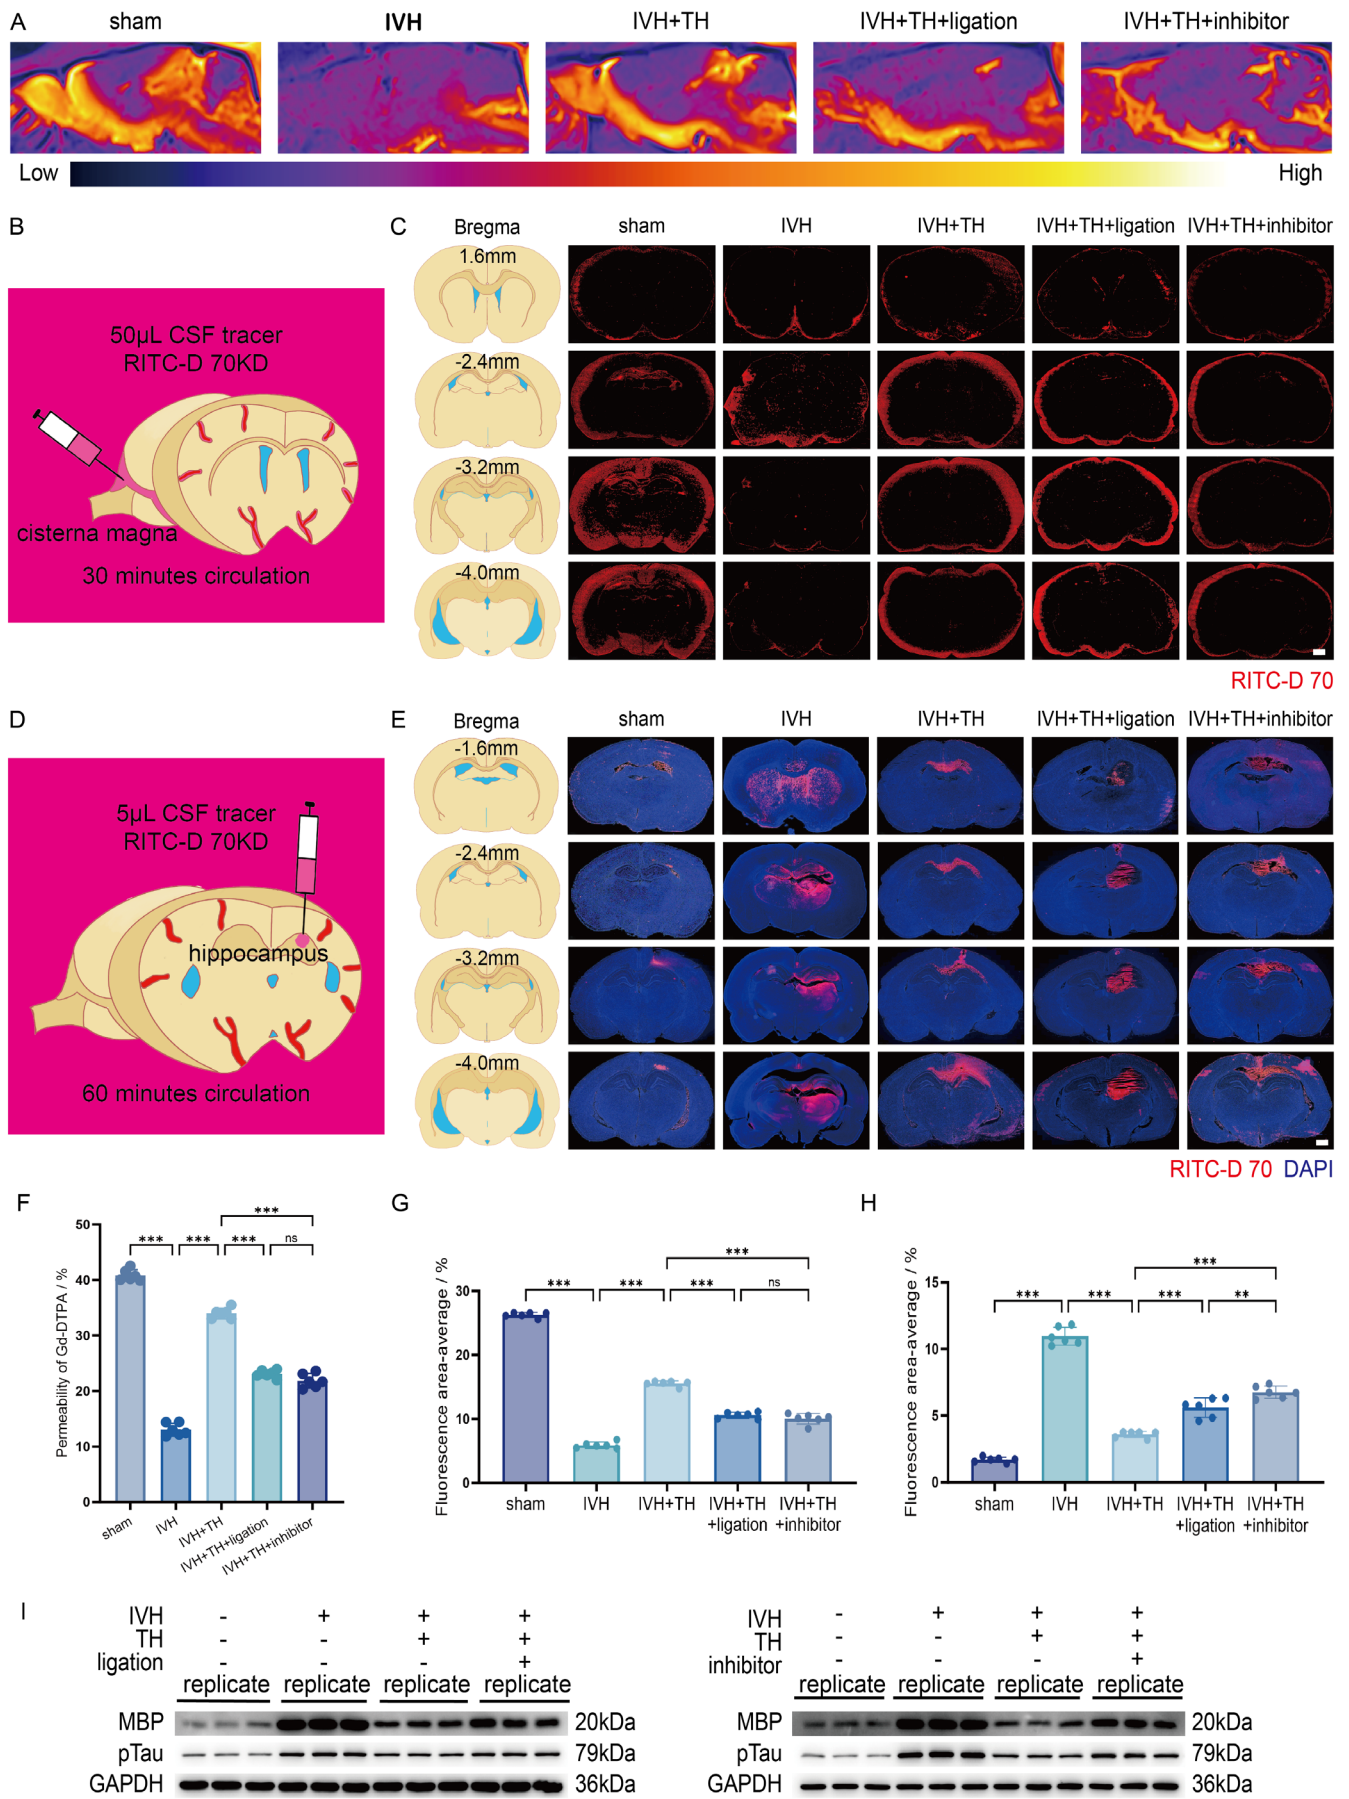 A sham IVH IVH+TH IVH+TH+ligation IVH+TH+inhibitor
Low High
B
50µL CSF tracer
RITC-D 70KD
cisterna magna
30 minutes circulation
C Bregma sham IVH IVH+TH IVH+TH+ligation IVH+TH+inhibitor
1.6mm
-2.4mm
-3.2mm
-4.0mm
RITC-D 70
D
5µL CSF tracer
RITC-D 70KD
hippocampus
60 minutes circulation
E Bregma sham IVH IVH+TH IVH+TH+ligation IVH+TH+inhibitor
-1.6mm
-2.4mm
-3.2mm
-4.0mm
RITC-D 70 DAPI
F
Permeability of Gd-DTPA / %
50
40
30
20
10
0
***
*** *** *** ns
sham IVH IVH+TH IVH+TH+ligation IVH+TH+inhibitor
G
Fluorescence area-average / %
30
20
10
0
***
*** *** *** ns
sham IVH IVH+TH IVH+TH IVH+TH
+ligation +inhibitor
H
Fluorescence area-average / %
15
10
5
0
***
*** *** *** **
sham IVH IVH+TH IVH+TH IVH+TH
+ligation +inhibitor
I
IVH - + + +
TH - - + +
ligation - - - +
replicate replicate replicate replicate
MBP 20kDa
pTau 79kDa
GAPDH 36kDa
IVH - + + +
TH - - + +
inhibitor - - - +
replicate replicate replicate replicate
MBP 20kDa
pTau 79kDa
GAPDH 36kDa